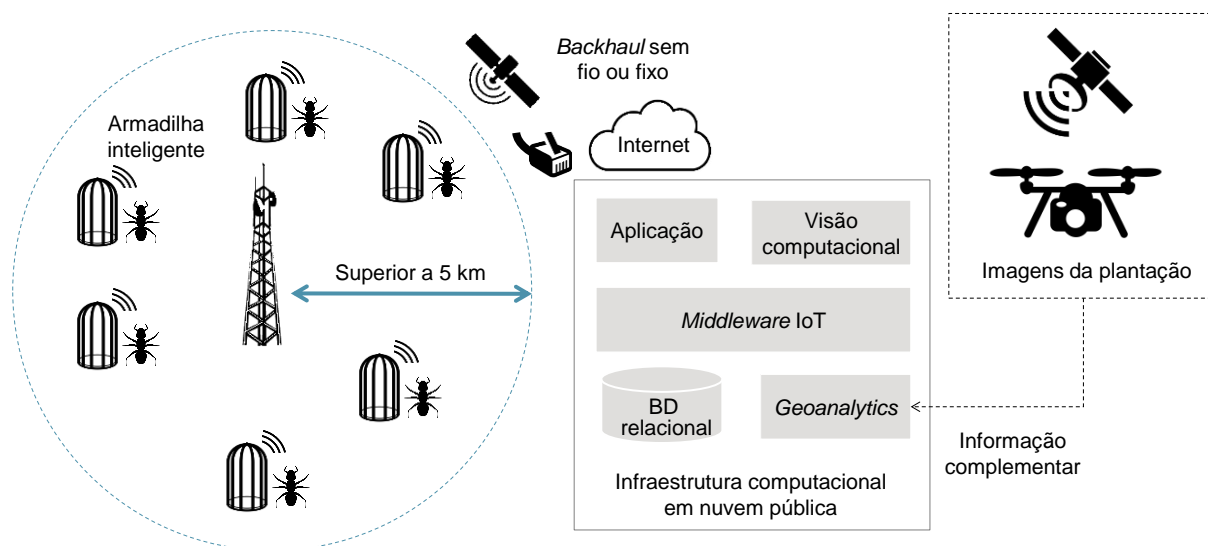 Backhaul sem
fio ou fixo
Armadilha
inteligente
Internet
Superior a 5 km
Aplicação
Visão
computacional
Middleware IoT
BD
relacional
Geoanalytics
Infraestrutura computacional
em nuvem pública
Imagens da plantação
Informação
complementar